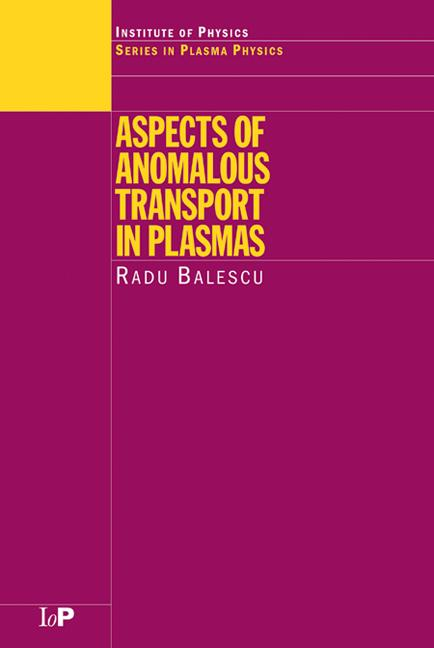 INSTITUTE OF PHYSICS
SERIES IN PLASMA PHYSICS
ASPECTS OF
ANOMALOUS
TRANSPORT
IN PLASMAS
RADU BALESCU
IoP